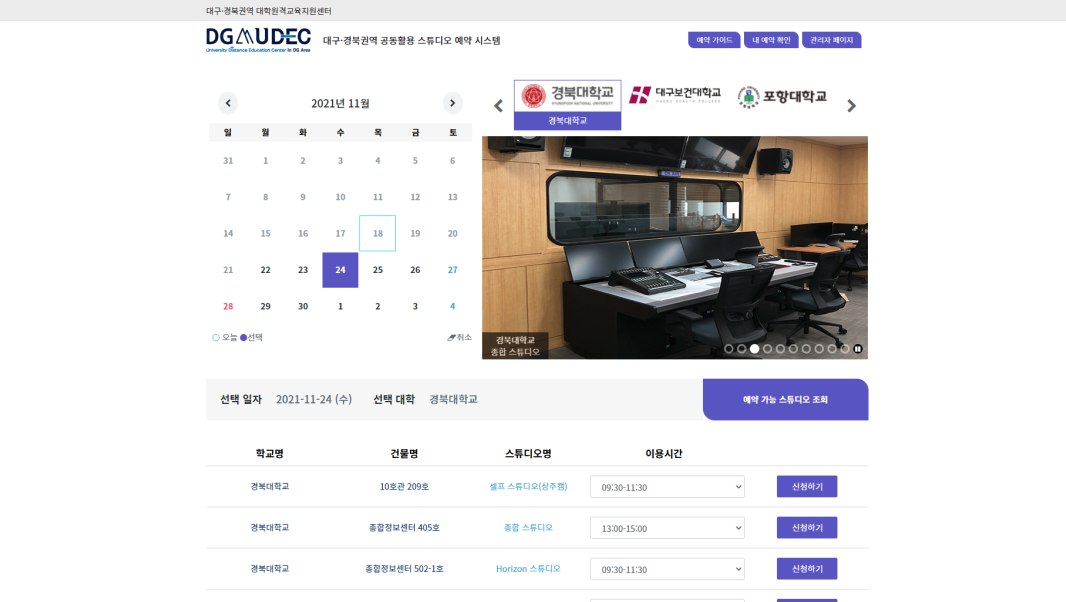 대구·경북권역 대학원격교육지원센터
DGAUDEC
University Distance Education Center in DG Area
대구·경북권역 공동활용 스튜디오 예약 시스템
예약 가이드
내 예약 확인
관리자 페이지
2021년 11월
일 월 화 수 목 금 토
31 1 2 3 4 5 6
7 8 9 10 11 12 13
14 15 16 17 18 19 20
21 22 23 24 25 26 27
28 29 30 1 2 3 4
오늘 선택
취소
경북대학교
KYUNGPOOK NATIONAL UNIVERSITY
경북대학교
대구보건대학교
DAEGU HEALTH COLLEGE
포항대학교
경북대학교
종합 스튜디오
선택 일자 2021-11-24 (수) 선택 대학 경북대학교
예약 가능 스튜디오 조회
학교명 건물명 스튜디오명 이용시간
경북대학교 10호관 209호 셀프 스튜디오(상주캠) 09:30-11:30 신청하기
경북대학교 종합정보센터 405호 종합 스튜디오 13:00-15:00 신청하기
경북대학교 종합정보센터 502-1호 Horizon 스튜디오 09:30-11:30 신청하기